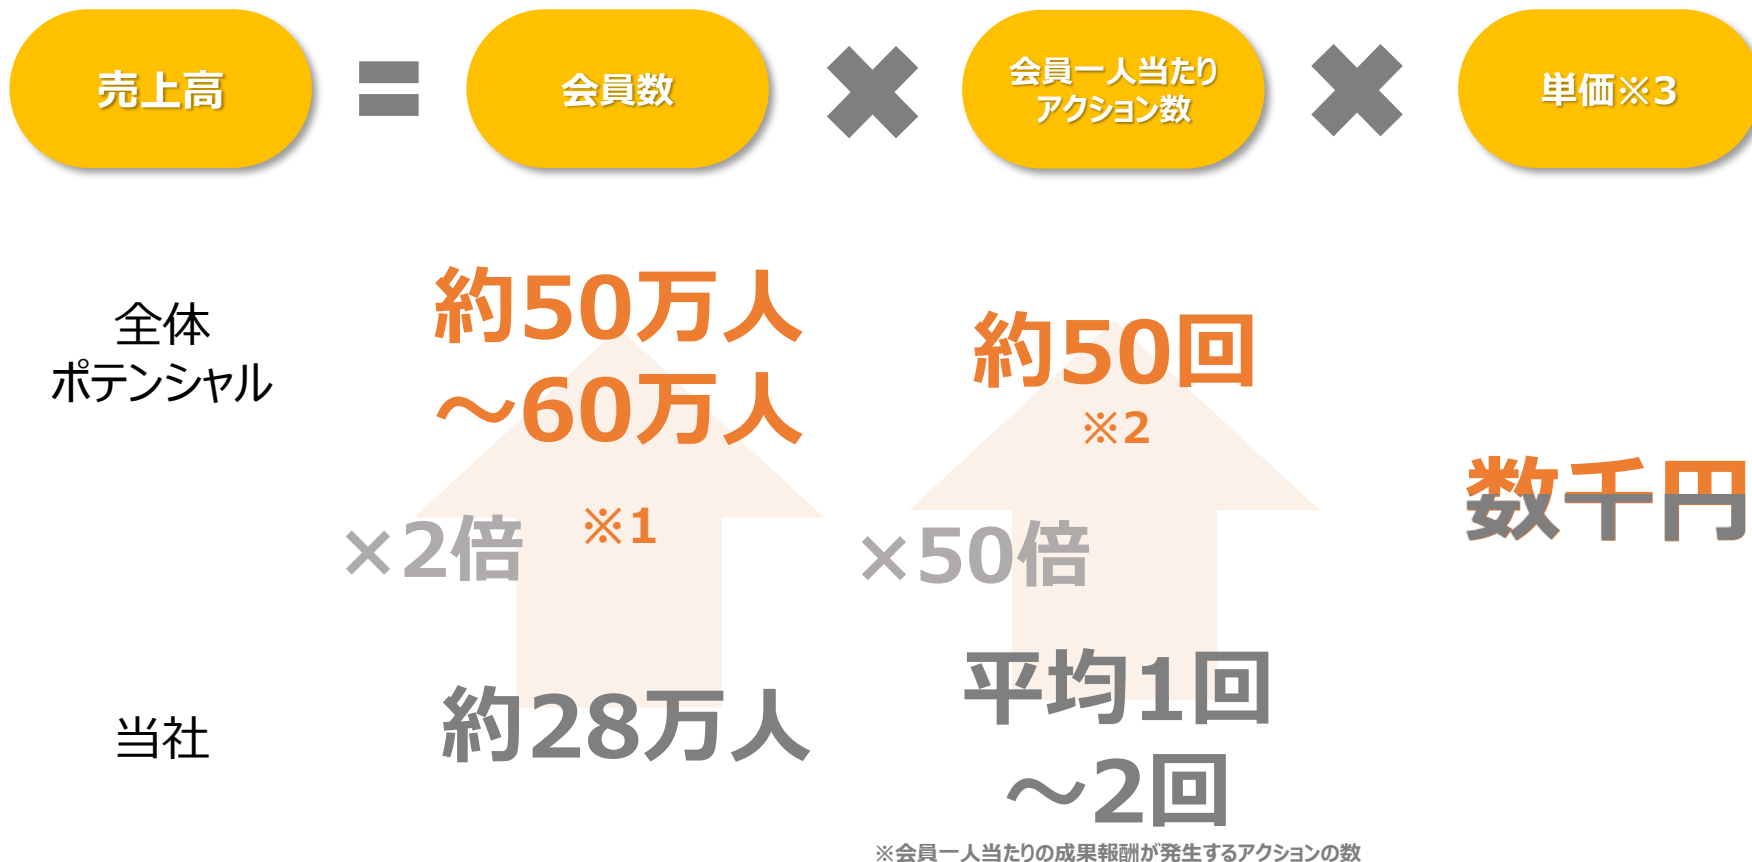 売上高
=
会員数
×
会員一人当たり
アクション数
×
単価※3
全体
ポテンシャル
約50万人
～60万人
※1
約50回
※2
数千円
×2倍
×50倍
当社
約28万人
平均1回
～2回
※会員一人当たりの成果報酬が発生するアクションの数